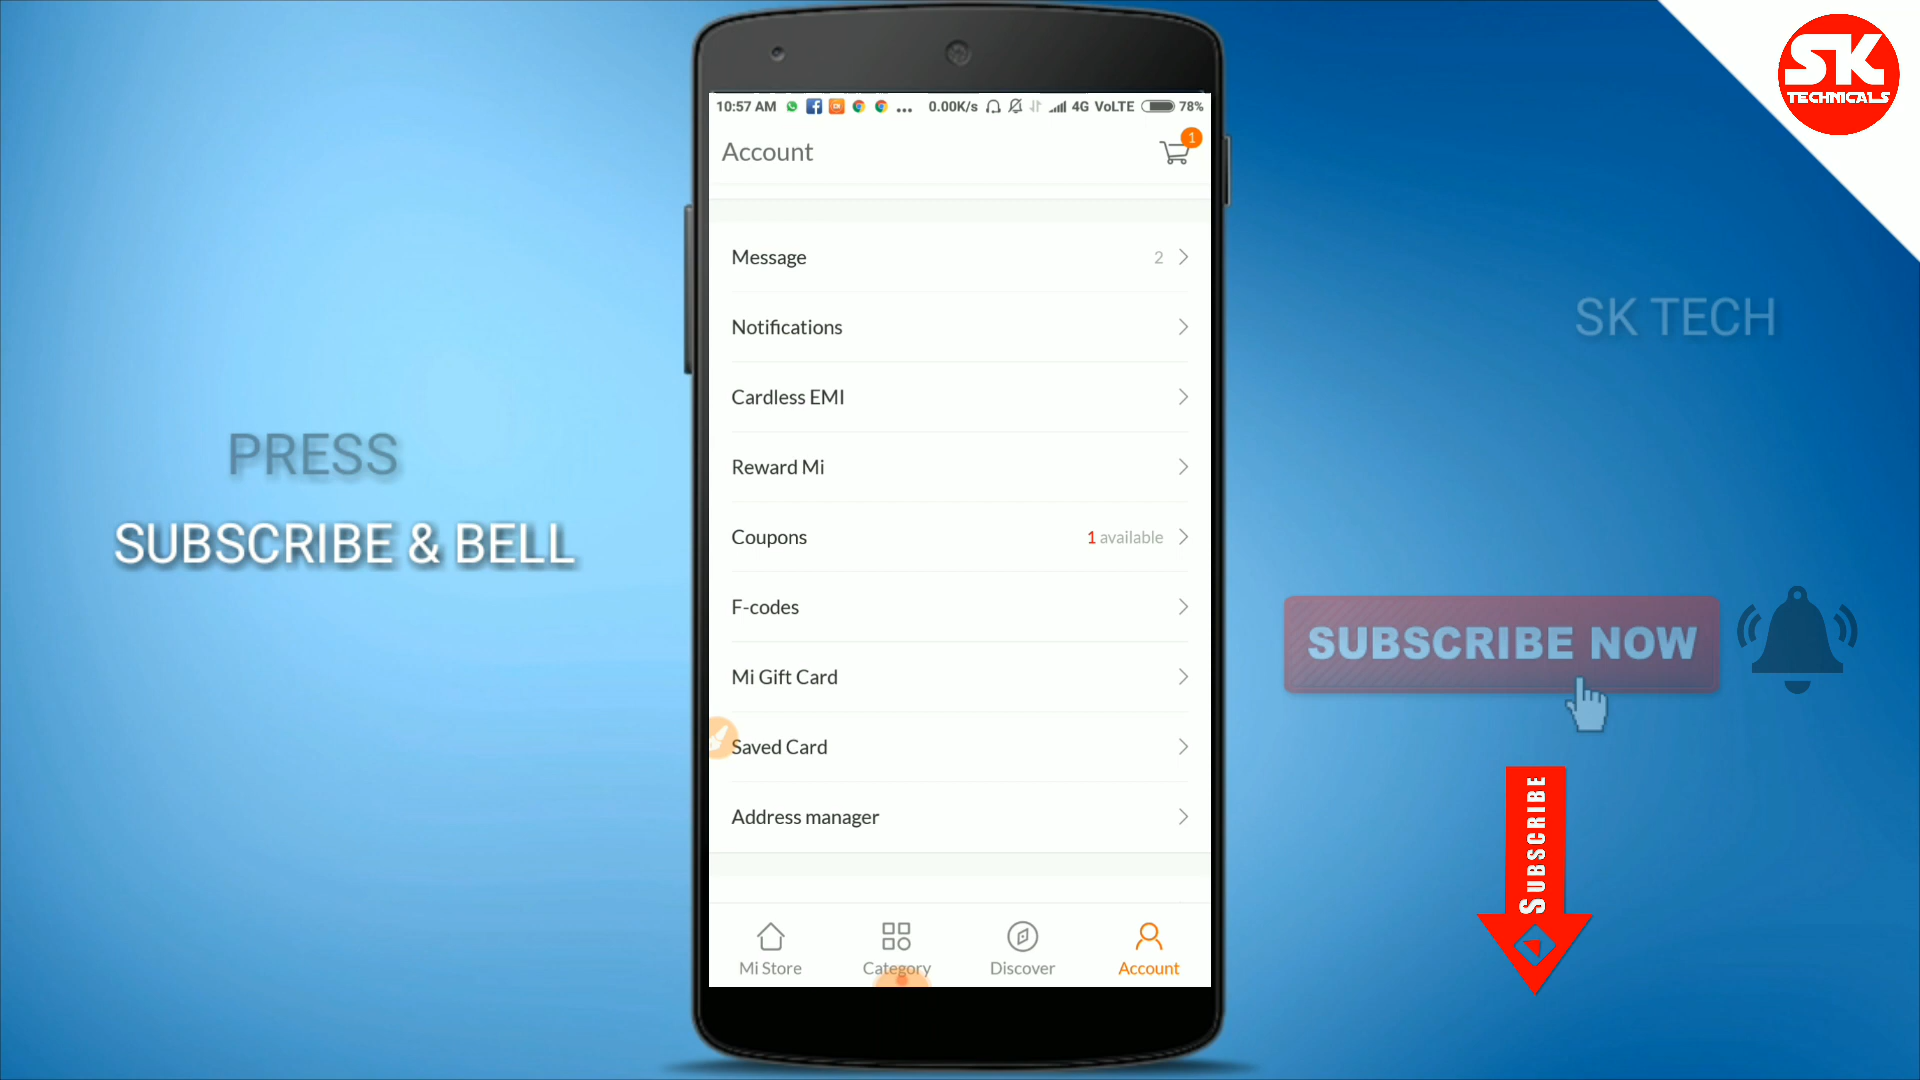 SK
TECHNICALS
10:57 AM ... 0.00K/s 4G VoLTE 78%
Account
1
Message 2
Notifications
Cardless EMI
Reward Mi
Coupons 1 available
F-codes
Mi Gift Card
Saved Card
Address manager
Mi Store Category Discover Account
PRESS
SUBSCRIBE & BELL
SK TECH
SUBSCRIBE NOW
SUBSCRIBE